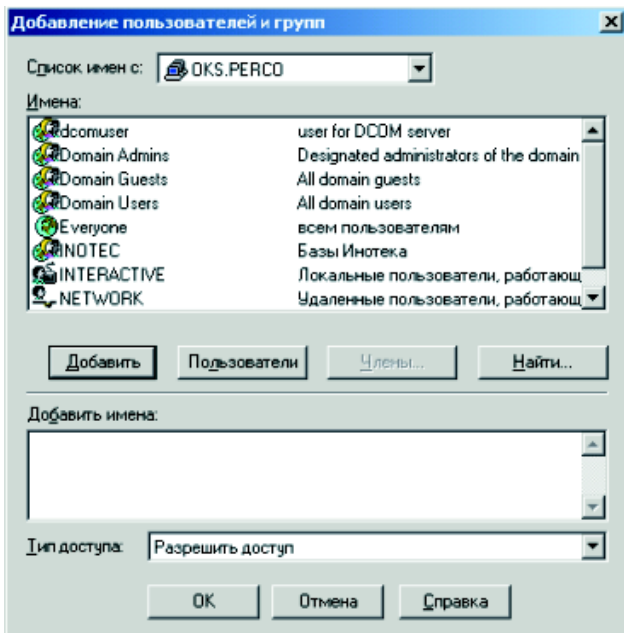 Добавление пользователей и групп
Список имен с: OKS.PERCO
Имена:
dcomuser user for DCOM server
Domain Admins Designated administrators of the domain
Domain Guests All domain guests
Domain Users All domain users
Everyone всем пользователям
INOTEC Базы Инотека
INTERACTIVE Локальные пользователи, работающ
NETWORK Удаленные пользователи, работающ
Добавить Пользователи Члены... Найти...
Добавить имена:
Тип доступа: Разрешить доступ
OK Отмена Справка